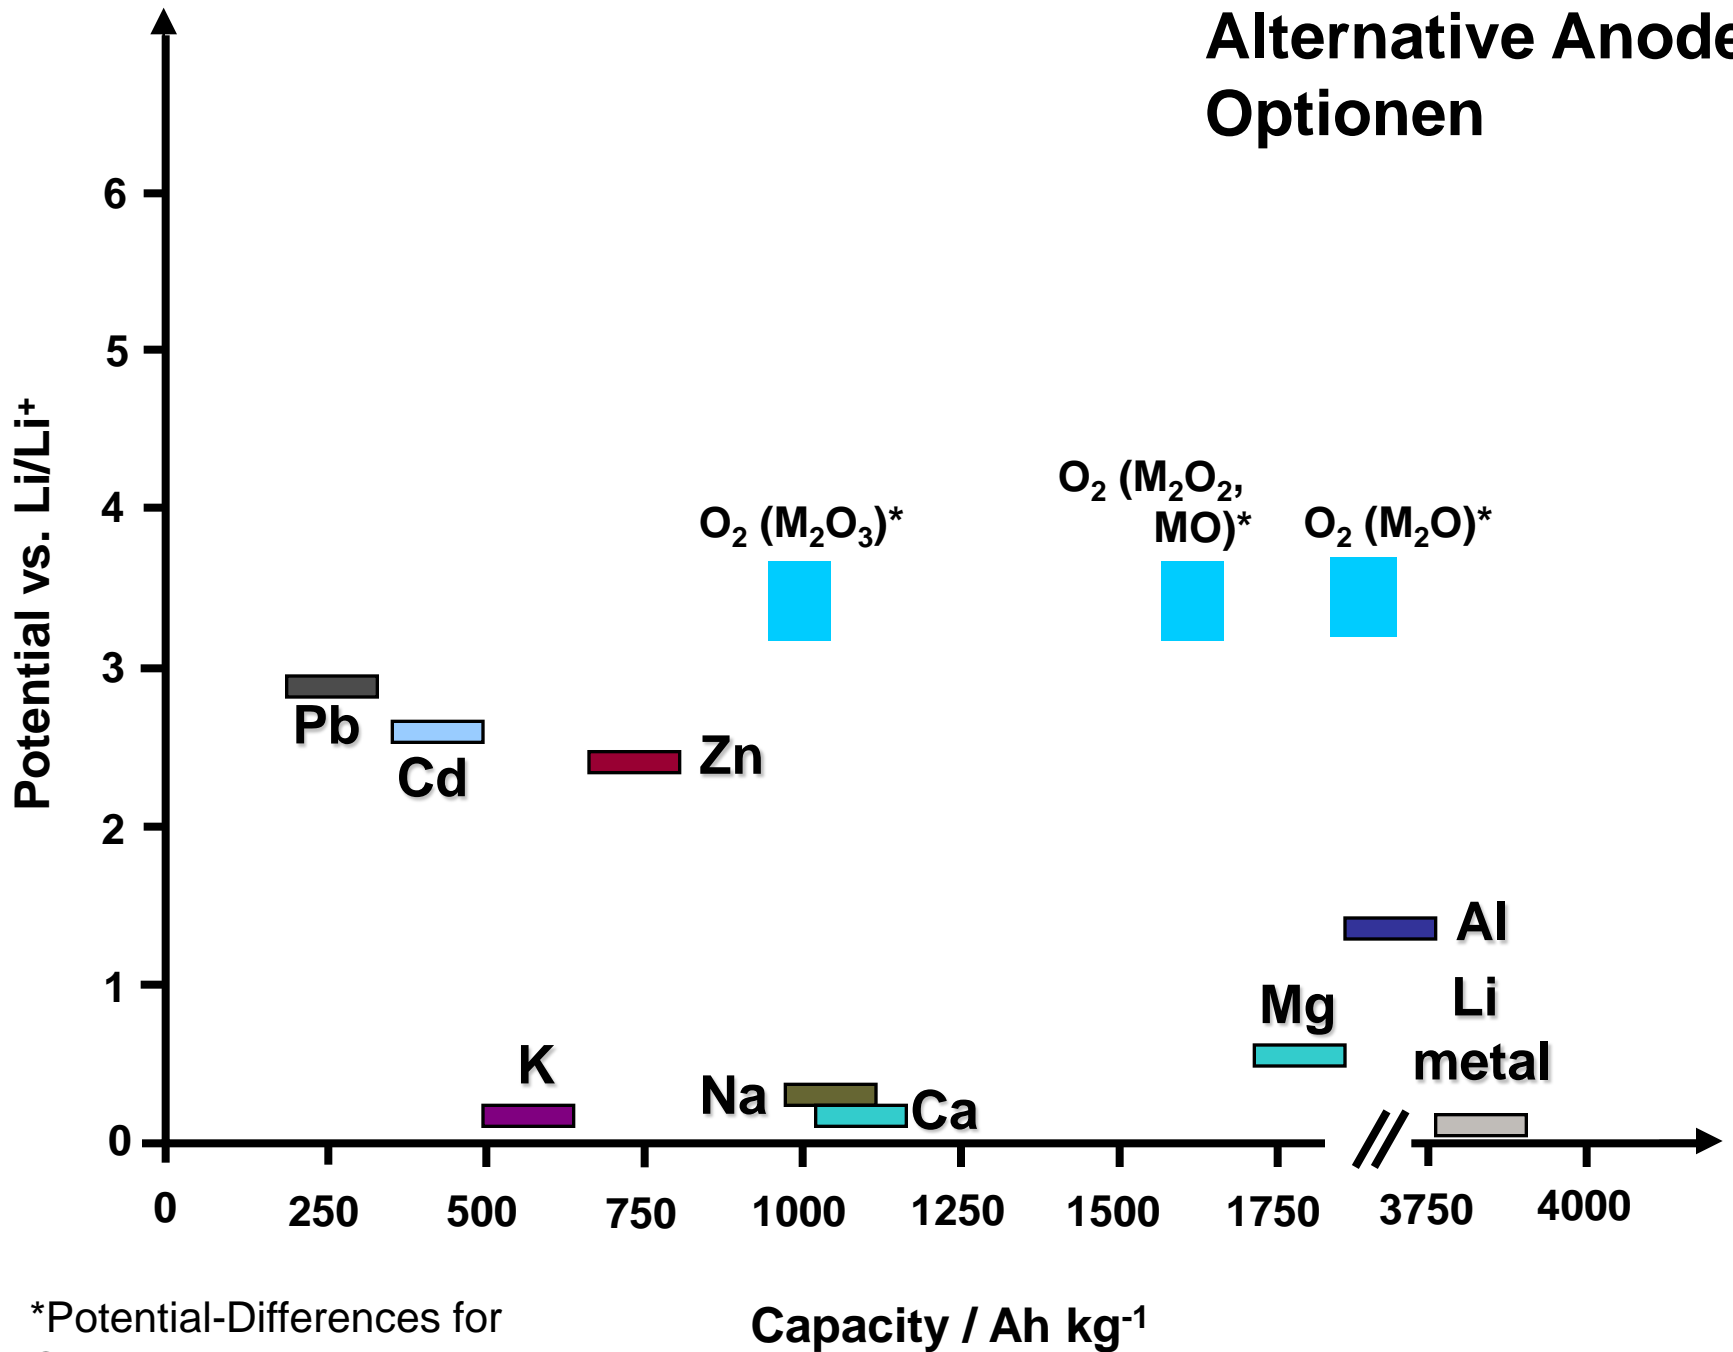 Alternative Anode
Optionen
6
5
4
3
2
1
0
Potential vs. Li/Li⁺
O₂ (M₂O₃)*
O₂ (M₂O₂,
MO)*
O₂ (M₂O)*
Pb
Cd
Zn
Al
Li
metal
Mg
K
Na
Ca
0 250 500 750 1000 1250 1500 1750 3750 4000
Capacity / Ah kg⁻¹
*Potential-Differences for